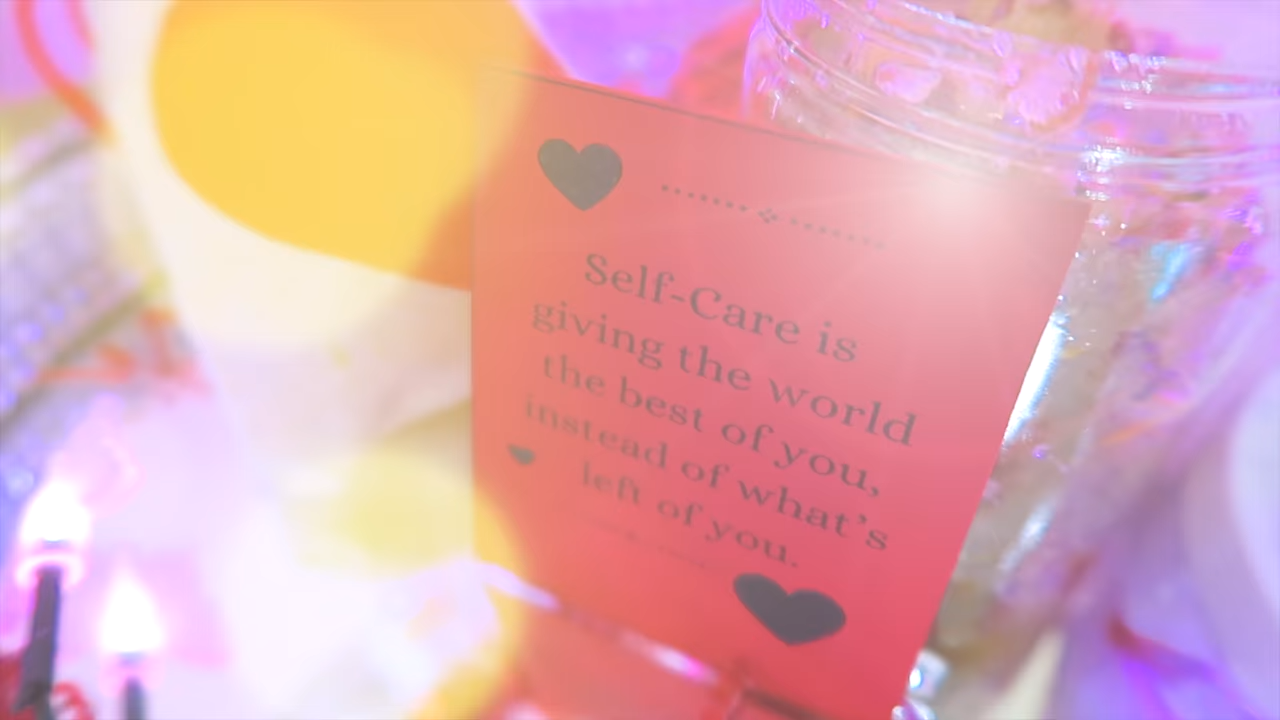 Self-Care is
giving the world
the best of you,
instead of what's
left of you.